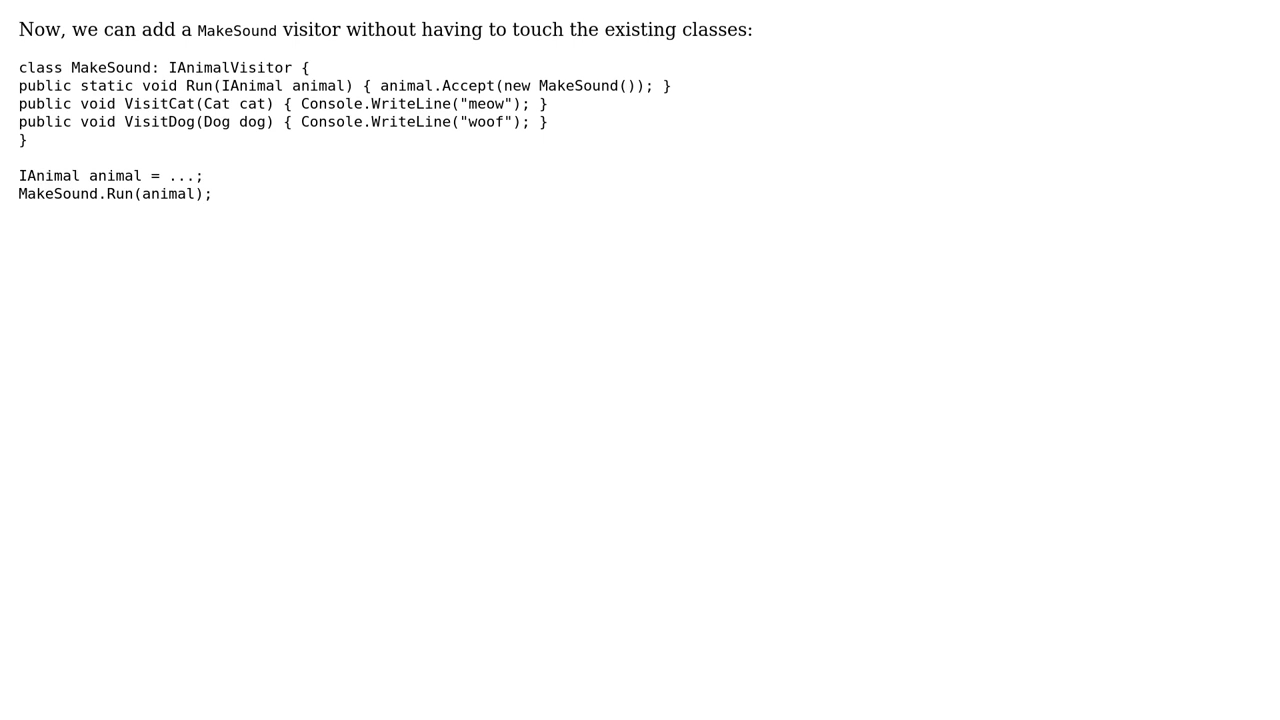 Now, we can add a MakeSound visitor without having to touch the existing classes:
class MakeSound: IAnimalVisitor {
public static void Run(IAnimal animal) { animal.Accept(new MakeSound()); }
public void VisitCat(Cat cat) { Console.WriteLine("meow"); }
public void VisitDog(Dog dog) { Console.WriteLine("woof"); }
}
IAnimal animal = ...;
MakeSound.Run(animal);